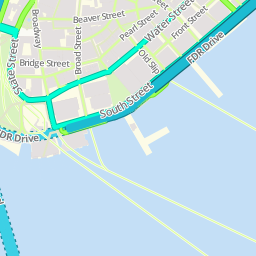 Beaver Street
Pearl Street
Broadway
Water Street
Front Street
State Street
Bridge Street
Broad Street
Old Slip
FDR Drive
South Street
FDR Drive